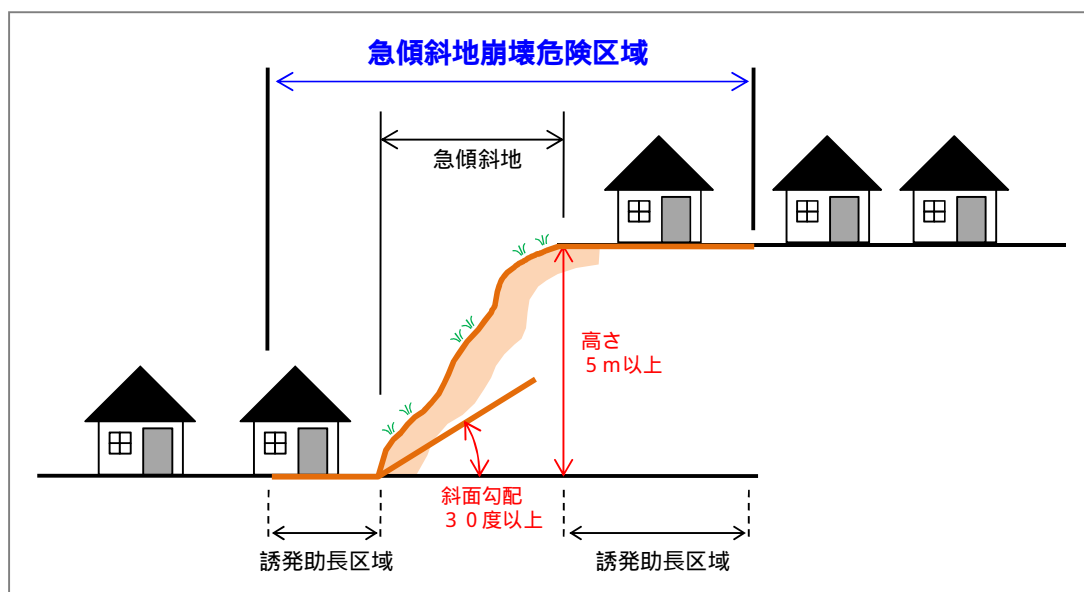 急傾斜地崩壊危険区域
急傾斜地
高さ
５ｍ以上
斜面勾配
３０度以上
誘発助長区域
誘発助長区域